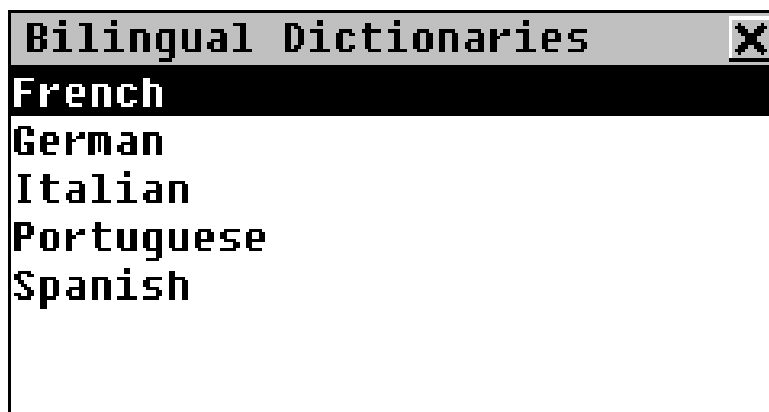 Bilingual Dictionaries
French
German
Italian
Portuguese
Spanish